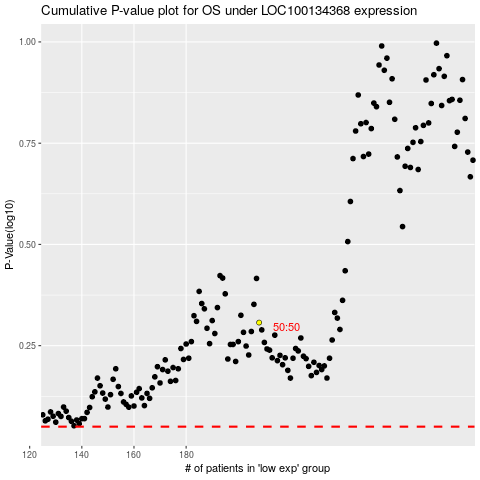 Cumulative P-value plot for OS under LOC100134368 expression
1.00
0.75
0.50
0.25
P-Value(log10)
50:50
120 140 160 180
# of patients in 'low exp' group